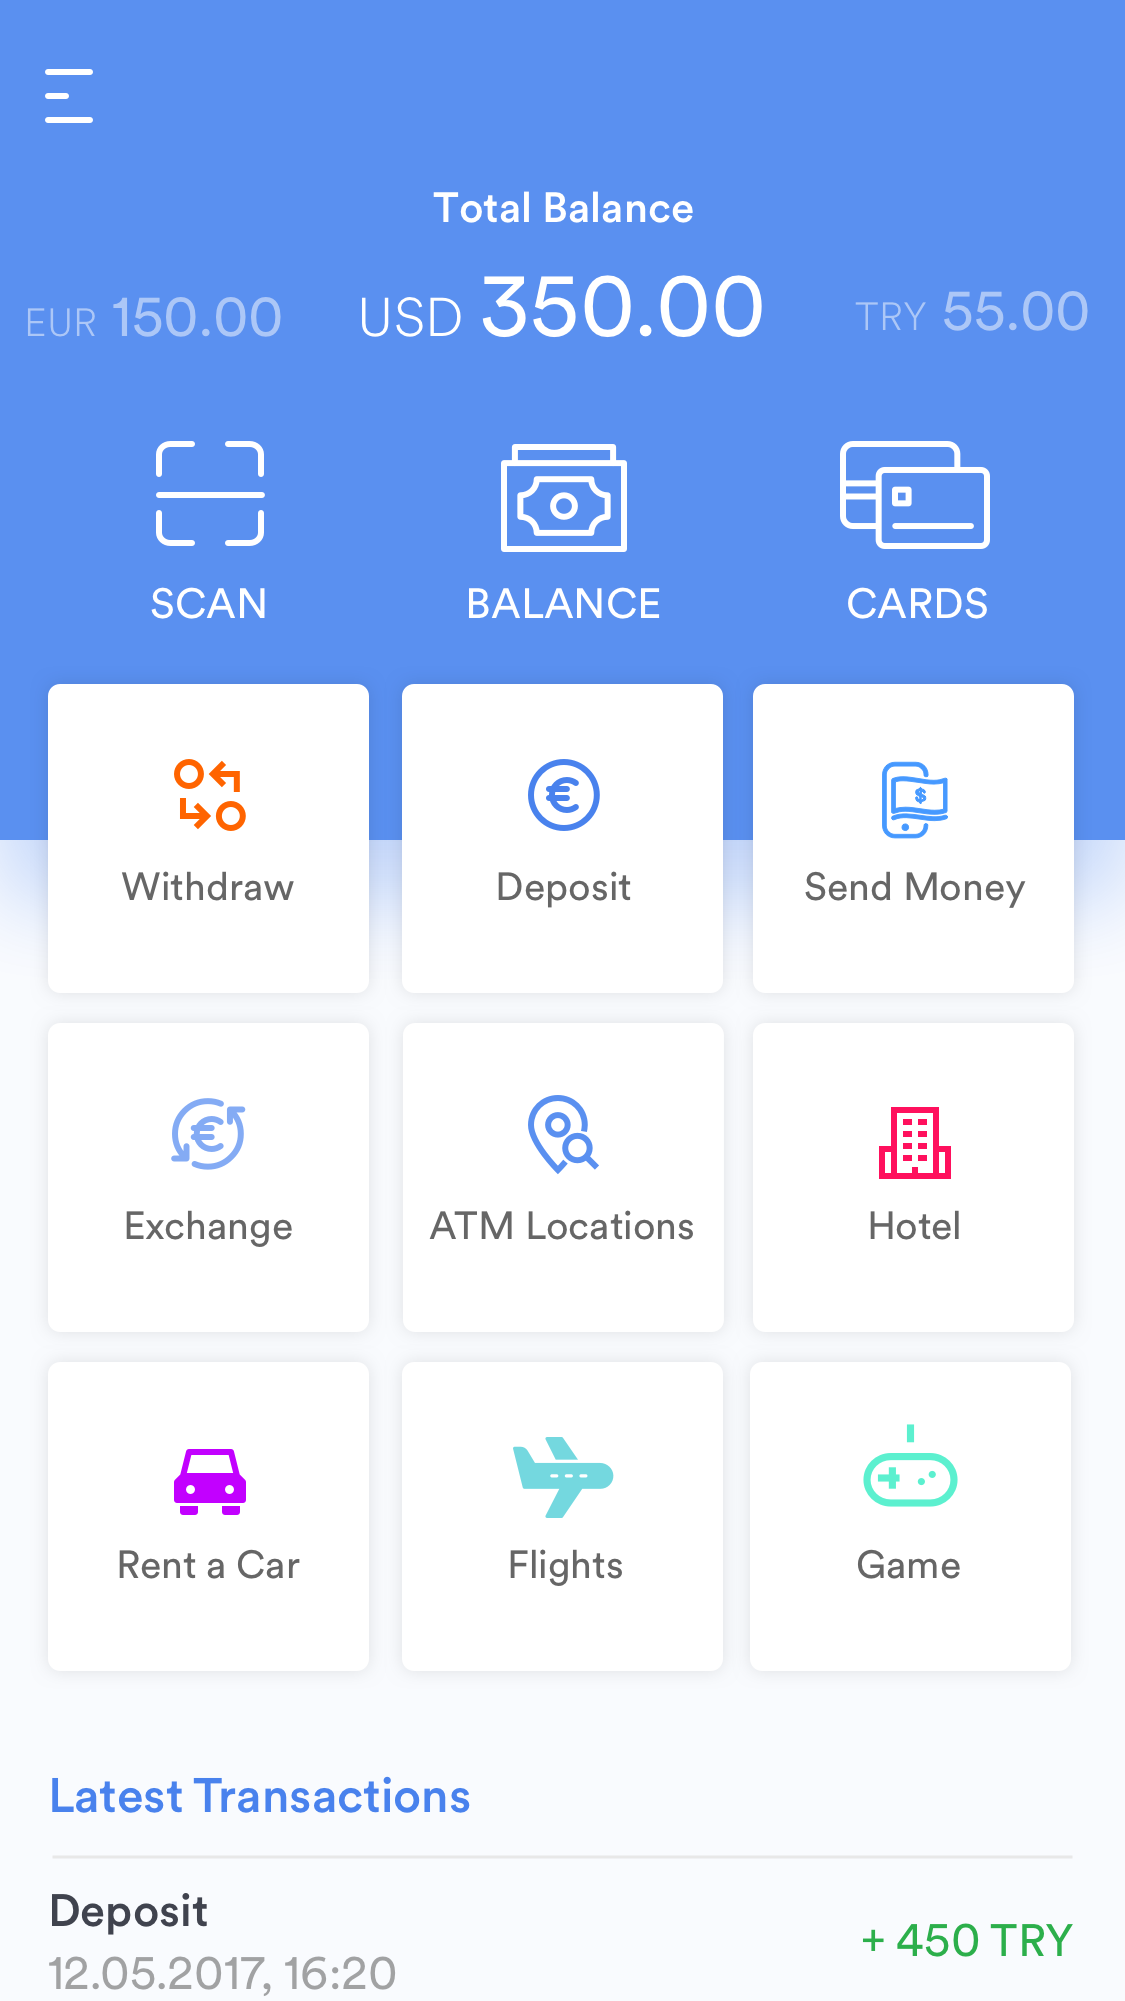 Total Balance
EUR 150.00 USD 350.00 TRY 55.00
SCAN BALANCE CARDS
Withdraw Deposit Send Money
Exchange ATM Locations Hotel
Rent a Car Flights Game
Latest Transactions
Deposit
+ 450 TRY
12.05.2017, 16:20